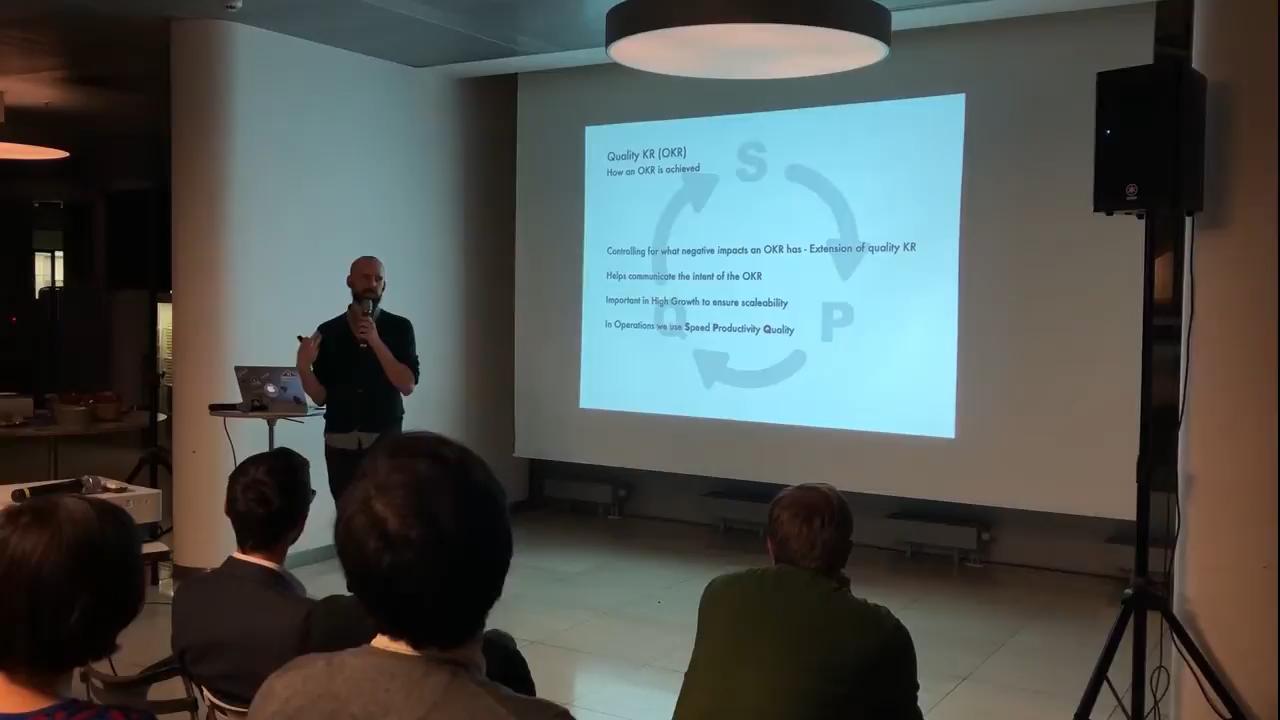 Quality KR (OKR)
How an OKR is achieved
S
Controlling for what negative impacts an OKR has - Extension of quality KR
Helps communicate the intent of the OKR
Important in High Growth to ensure scaleability
P
Q
In Operations we use Speed Productivity Quality